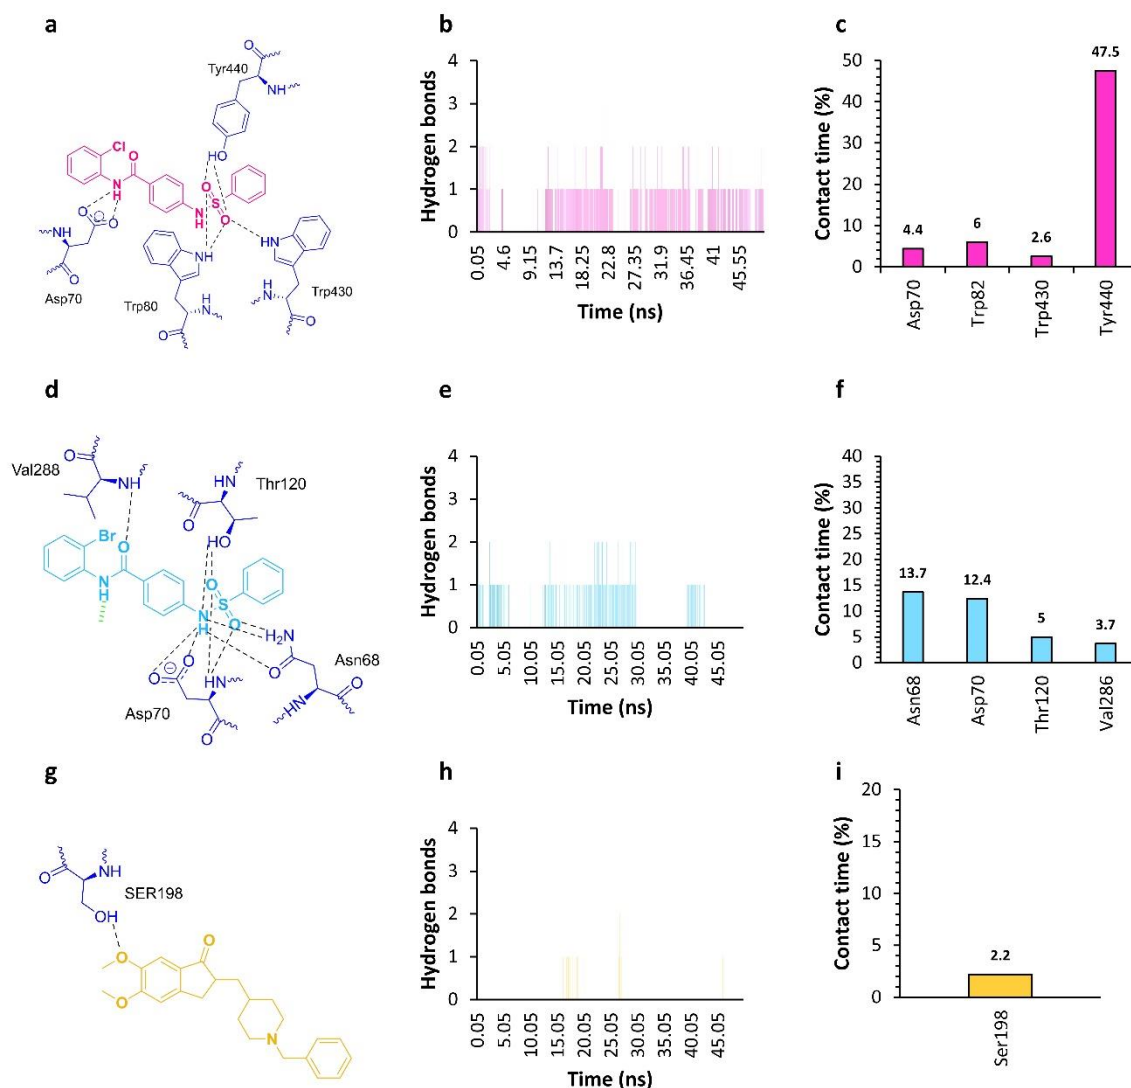 a
b
c
Tyr440
O
NH
OH
Cl
O
N
H
O
S
O
N
H
O
O
NH
O
Asp70
HN
HN
NH
O
Trp80
NH
O
Trp430
Hydrogen bonds
4
3
2
1
0
0.05
4.6
9.15
13.7
18.25
22.8
27.35
31.9
36.45
41
45.55
Time (ns)
Contact time (%)
50
40
30
20
10
0
4.4
6
2.6
47.5
Asp70
Trp82
Trp430
Tyr440
d
e
f
Val288
O
NH
Thr120
NH
O
OH
Br
O
N
H
O
S
O
N
H
H2N
O
HN
O
Asn68
O
O
HN
O
Asp70
Hydrogen bonds
4
3
2
1
0
0.05
5.05
10.05
15.05
20.05
25.05
30.05
35.05
40.05
45.05
Time (ns)
Contact time (%)
40
35
30
25
20
15
10
5
0
13.7
12.4
5
3.7
Asn68
Asp70
Thr120
Val286
g
h
i
O
NH
SER198
OH
O
O
O
N
Hydrogen bonds
4
3
2
1
0
0.05
5.05
10.05
15.05
20.05
25.05
30.05
35.05
40.05
45.05
Time (ns)
Contact time (%)
20
15
10
5
0
2.2
Ser198